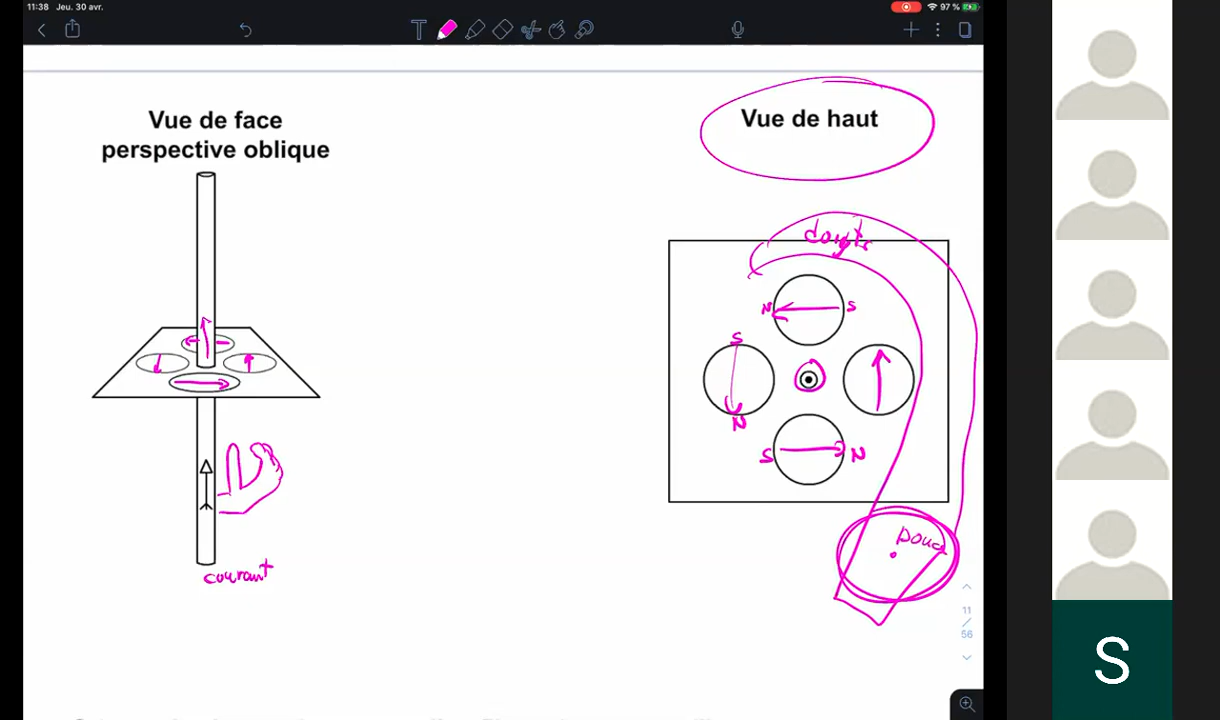 11:38 Jeu. 30 avr.
97 %
T
Vue de face
perspective oblique
Vue de haut
doigts
N S
S
N
S N
pouce
courant
11
/
56
S